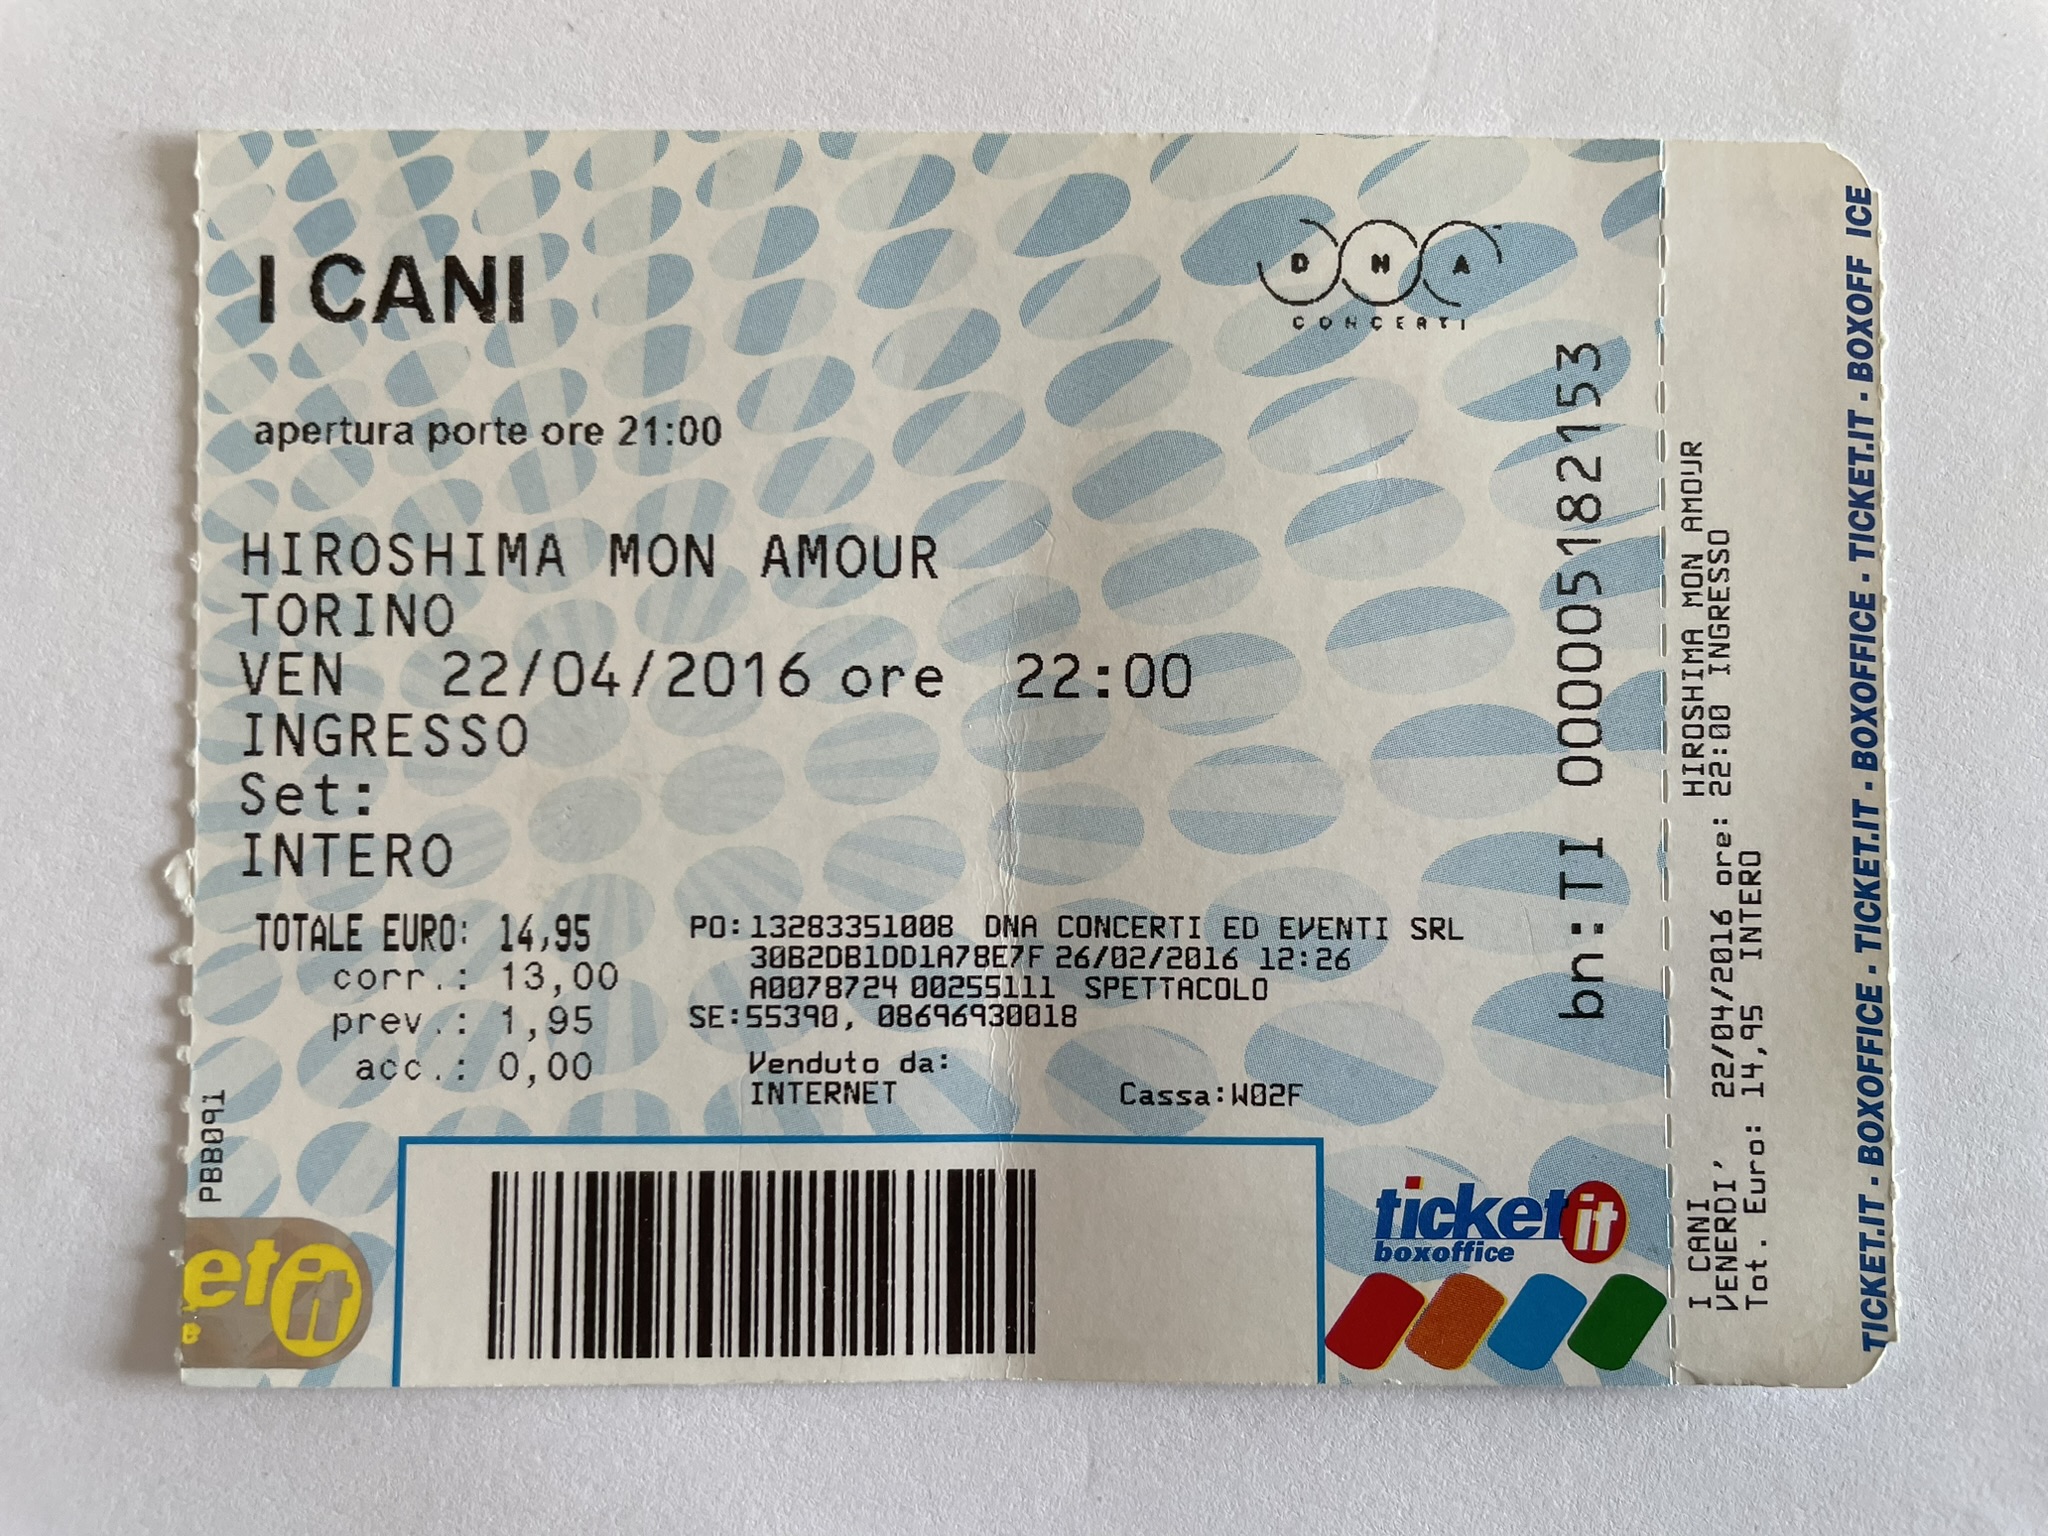 I CANI
DNA
CONCERTI
apertura porte ore 21:00
HIROSHIMA MON AMOUR
TORINO
VEN 22/04/2016 ore 22:00
INGRESSO
Set:
INTERO
TOTALE EURO: 14,95
corr.: 13,00
prev.: 1,95
acc.: 0,00
PO:13283351008 DNA CONCERTI ED EVENTI SRL
30B2DB1DD1A78E7F 26/02/2016 12:26
A0078724 00255111 SPETTACOLO
SE:55390, 08696930018
Venduto da:
INTERNET Cassa:W02F
PBB091
et it
e
ticket it
boxoffice
bn:TI 00005182153
I CANI HIROSHIMA MON AMOUR
VENERDI' 22/04/2016 ore: 22:00 INGRESSO
Tot. Euro: 14,95 INTERO
TICKET.IT · BOXOFFICE · TICKET.IT · BOXOFFICE · TICKET.IT · BOXOFF ICE